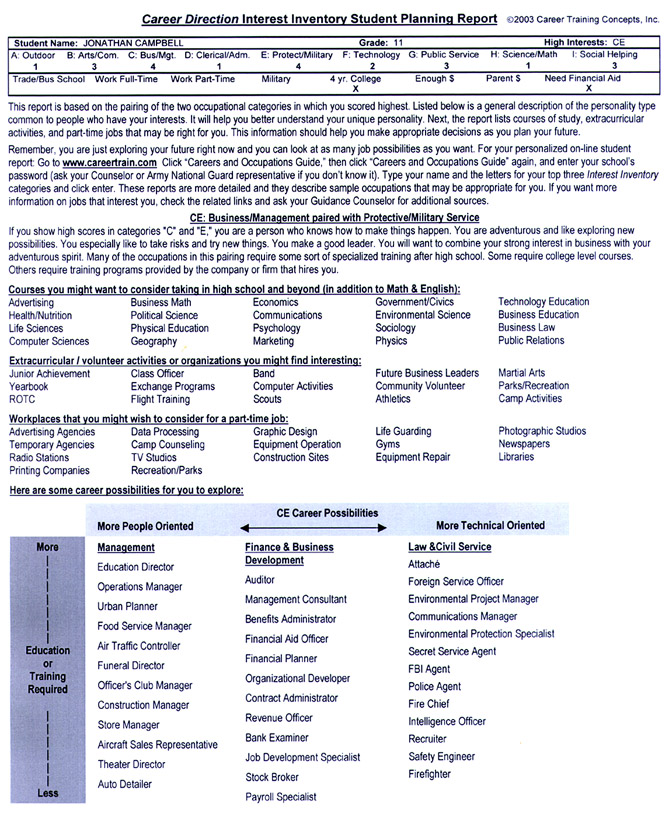 Career Direction Interest Inventory Student Planning Report ©2003 Career Training Concepts, Inc.
Student Name: JONATHAN CAMPBELL Grade: 11 High Interests: CE
A: Outdoor B: Arts/Com. C: Bus/Mgt. D: Clerical/Adm. E: Protect/Military F: Technology G: Public Service H: Science/Math I: Social Helping
1 3 4 1 4 2 3 1 3
Trade/Bus School Work Full-Time Work Part-Time Military 4 yr. College Enough $ Parent $ Need Financial Aid
X X
This report is based on the pairing of the two occupational categories in which you scored highest. Listed below is a general description of the personality type
common to people who have your interests. It will help you better understand your unique personality. Next, the report lists courses of study, extracurricular
activities, and part-time jobs that may be right for you. This information should help you make appropriate decisions as you plan your future.
Remember, you are just exploring your future right now and you can look at as many job possibilities as you want. For your personalized on-line student
report: Go to www.careertrain.com Click “Careers and Occupations Guide,” then click “Careers and Occupations Guide” again, and enter your school's
password (ask your Counselor or Army National Guard representative if you don't know it). Type your name and the letters for your top three Interest Inventory
categories and click enter. These reports are more detailed and they describe sample occupations that may be appropriate for you. If you want more
information on jobs that interest you, check the related links and ask your Guidance Counselor for additional sources.
CE: Business/Management paired with Protective/Military Service
If you show high scores in categories "C" and "E," you are a person who knows how to make things happen. You are adventurous and like exploring new
possibilities. You especially like to take risks and try new things. You make a good leader. You will want to combine your strong interest in business with your
adventurous spirit. Many of the occupations in this pairing require some sort of specialized training after high school. Some require college level courses.
Others require training programs provided by the company or firm that hires you.
Courses you might want to consider taking in high school and beyond (in addition to Math & English):
Advertising Business Math Economics Government/Civics Technology Education
Health/Nutrition Political Science Communications Environmental Science Business Education
Life Sciences Physical Education Psychology Sociology Business Law
Computer Sciences Geography Marketing Physics Public Relations
Extracurricular / volunteer activities or organizations you might find interesting:
Junior Achievement Class Officer Band Future Business Leaders Martial Arts
Yearbook Exchange Programs Computer Activities Community Volunteer Parks/Recreation
ROTC Flight Training Scouts Athletics Camp Activities
Workplaces that you might wish to consider for a part-time job:
Advertising Agencies Data Processing Graphic Design Life Guarding Photographic Studios
Temporary Agencies Camp Counseling Equipment Operation Gyms Newspapers
Radio Stations TV Studios Construction Sites Equipment Repair Libraries
Printing Companies Recreation/Parks
Here are some career possibilities for you to explore:
CE Career Possibilities
More People Oriented More Technical Oriented
More
Education
or
Training
Required
Less
Management
Education Director
Operations Manager
Urban Planner
Food Service Manager
Air Traffic Controller
Funeral Director
Officer's Club Manager
Construction Manager
Store Manager
Aircraft Sales Representative
Theater Director
Auto Detailer
Finance & Business
Development
Auditor
Management Consultant
Benefits Administrator
Financial Aid Officer
Financial Planner
Organizational Developer
Contract Administrator
Revenue Officer
Bank Examiner
Job Development Specialist
Stock Broker
Payroll Specialist
Law &Civil Service
Attaché
Foreign Service Officer
Environmental Project Manager
Communications Manager
Environmental Protection Specialist
Secret Service Agent
FBI Agent
Police Agent
Fire Chief
Intelligence Officer
Recruiter
Safety Engineer
Firefighter